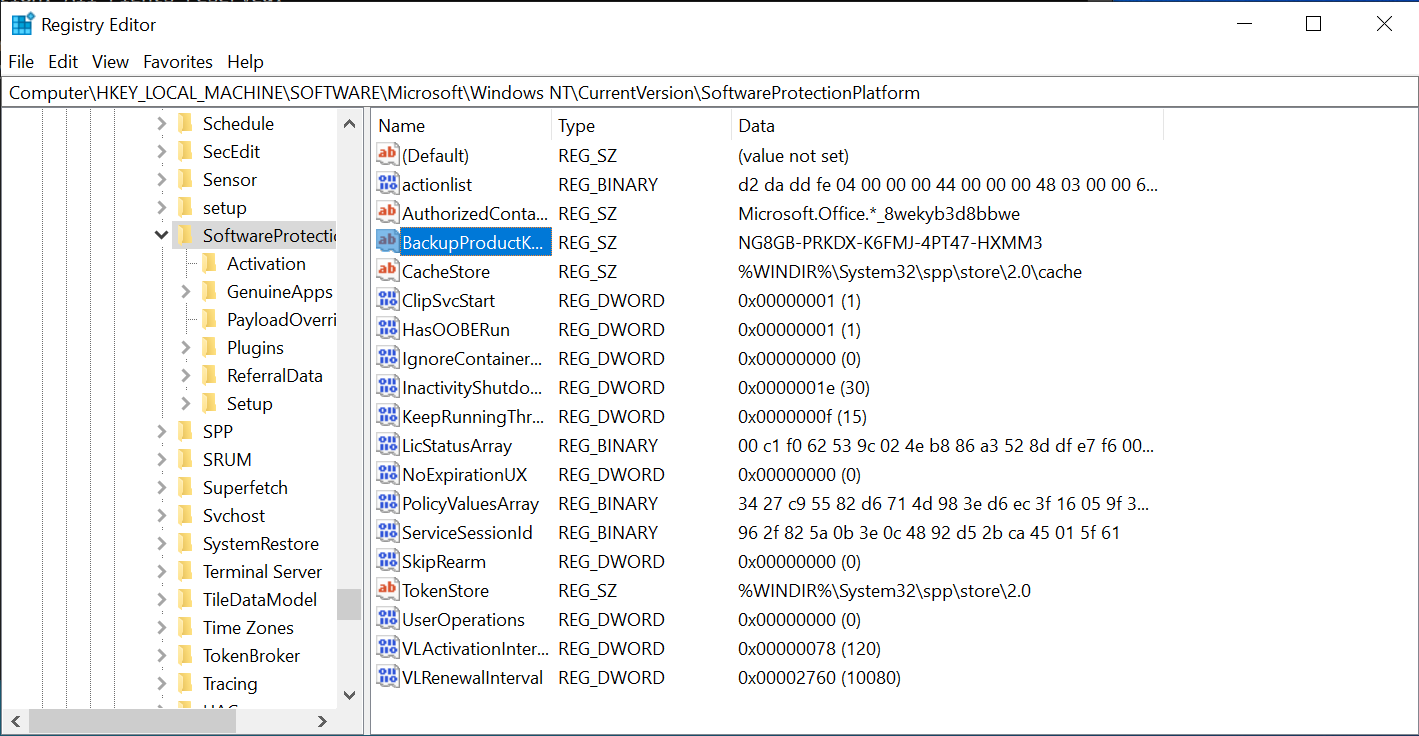 Registry Editor
File Edit View Favorites Help
Computer\HKEY_LOCAL_MACHINE\SOFTWARE\Microsoft\Windows NT\CurrentVersion\SoftwareProtectionPlatform
Schedule
SecEdit
Sensor
setup
SoftwareProtectio
Activation
GenuineApps
PayloadOverri
Plugins
ReferralData
Setup
SPP
SRUM
Superfetch
Svchost
SystemRestore
Terminal Server
TileDataModel
Time Zones
TokenBroker
Tracing
Name Type Data
(Default) REG_SZ (value not set)
actionlist REG_BINARY d2 da dd fe 04 00 00 00 44 00 00 00 48 03 00 00 6...
AuthorizedConta... REG_SZ Microsoft.Office.*_8wekyb3d8bbwe
BackupProductK... REG_SZ NG8GB-PRKDX-K6FMJ-4PT47-HXMM3
CacheStore REG_SZ %WINDIR%\System32\spp\store\2.0\cache
ClipSvcStart REG_DWORD 0x00000001 (1)
HasOOBERun REG_DWORD 0x00000001 (1)
IgnoreContainer... REG_DWORD 0x00000000 (0)
InactivityShutdo... REG_DWORD 0x0000001e (30)
KeepRunningThr... REG_DWORD 0x0000000f (15)
LicStatusArray REG_BINARY 00 c1 f0 62 53 9c 02 4e b8 86 a3 52 8d df e7 f6 00...
NoExpirationUX REG_DWORD 0x00000000 (0)
PolicyValuesArray REG_BINARY 34 27 c9 55 82 d6 71 4d 98 3e d6 ec 3f 16 05 9f 3...
ServiceSessionId REG_BINARY 96 2f 82 5a 0b 3e 0c 48 92 d5 2b ca 45 01 5f 61
SkipRearm REG_DWORD 0x00000000 (0)
TokenStore REG_SZ %WINDIR%\System32\spp\store\2.0
UserOperations REG_DWORD 0x00000000 (0)
VLActivationInter... REG_DWORD 0x00000078 (120)
VLRenewalInterval REG_DWORD 0x00002760 (10080)